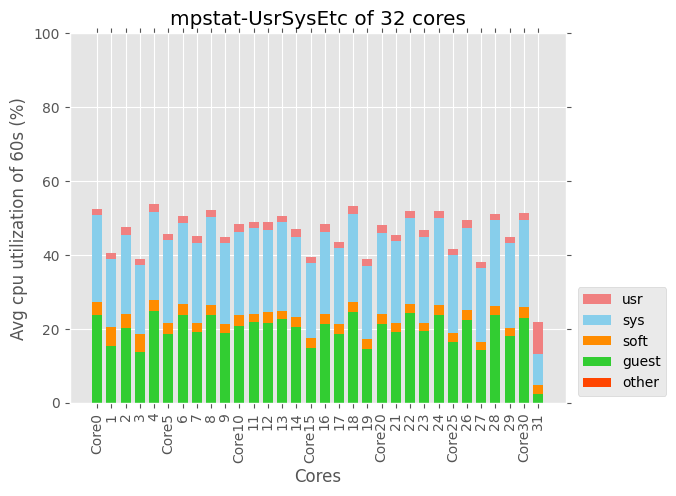 mpstat-UsrSysEtc of 32 cores
Avg cpu utilization of 60s (%)
100
80
60
40
20
0
Core0
1
2
3
4
Core5
6
7
8
9
Core10
11
12
13
14
Core15
16
17
18
19
Core20
21
22
23
24
Core25
26
27
28
29
Core30
31
Cores
usr
sys
soft
guest
other